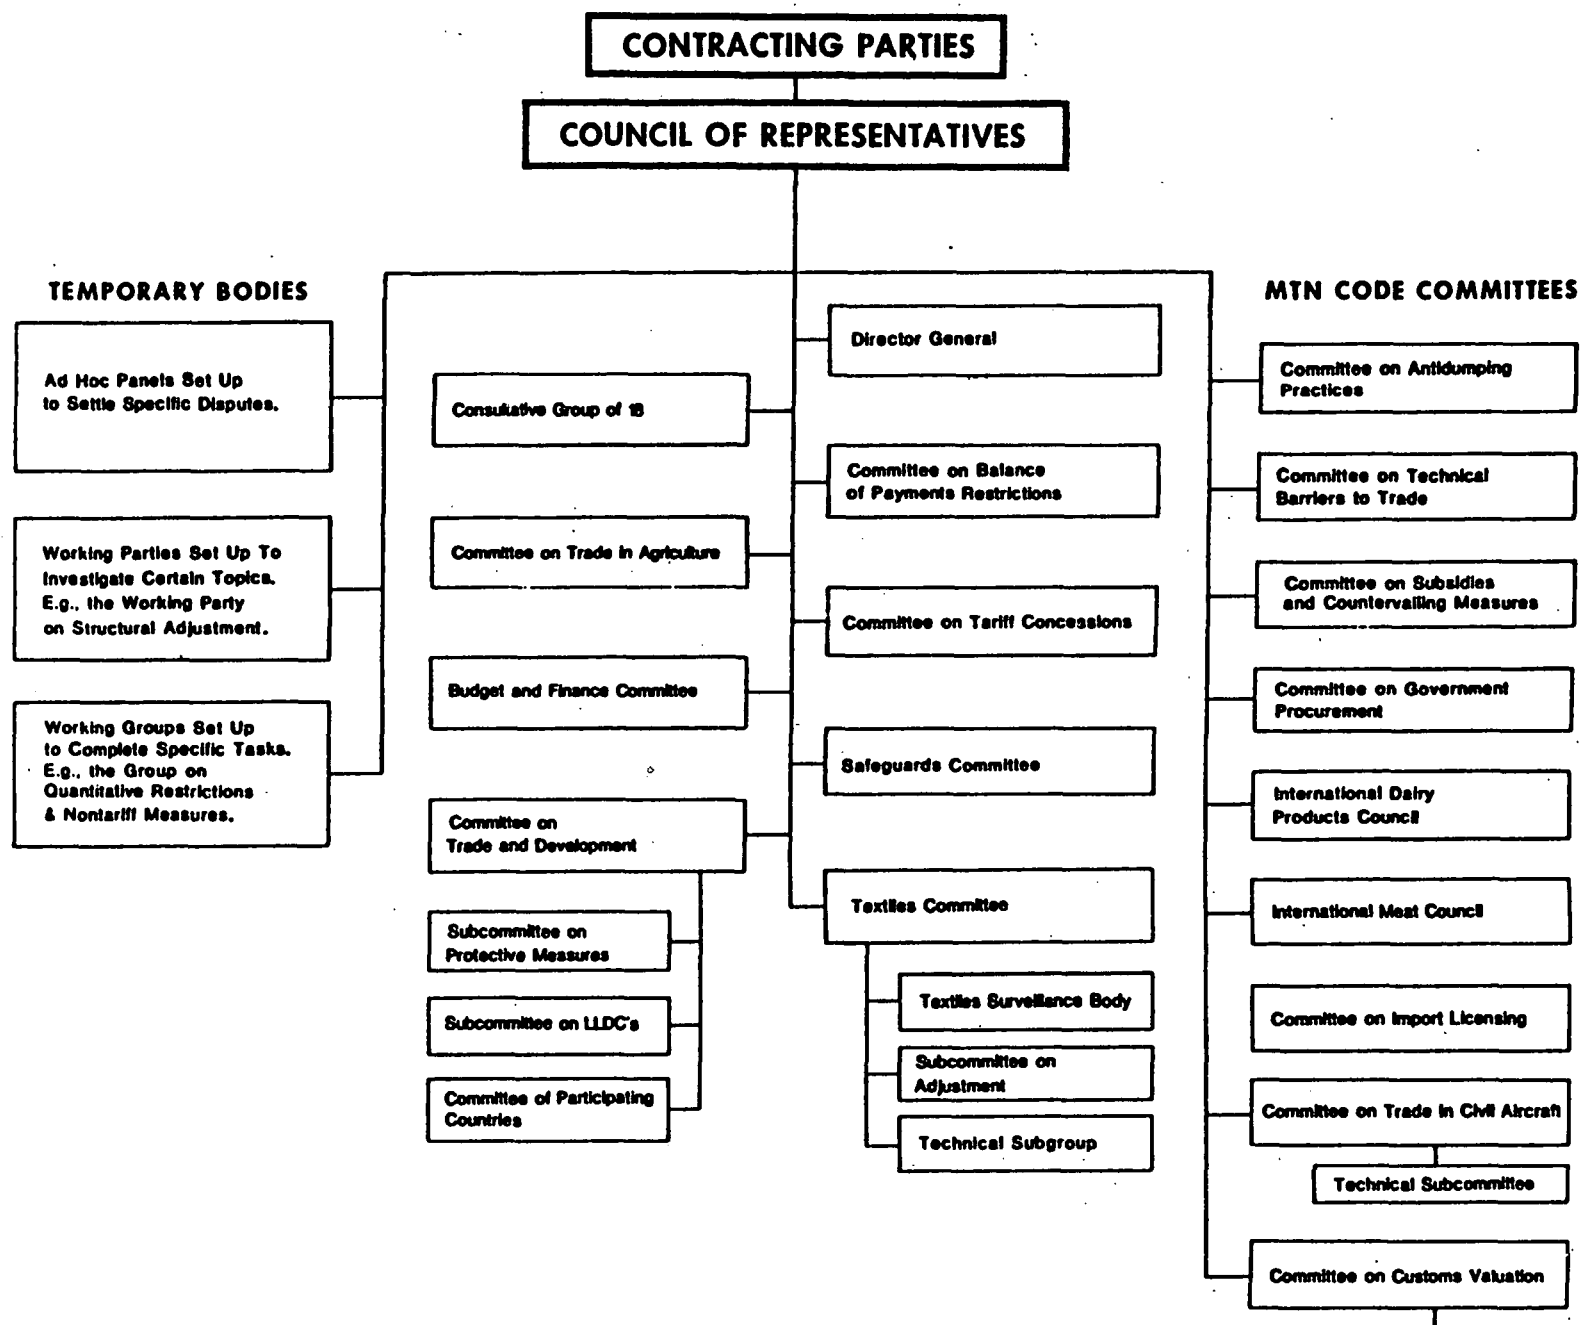 CONTRACTING PARTIES
COUNCIL OF REPRESENTATIVES
TEMPORARY BODIES
Ad Hoc Panels Set Up
to Settle Specific Disputes.
Working Parties Set Up To
Investigate Certain Topics.
E.g., the Working Party
on Structural Adjustment.
Working Groups Set Up
to Complete Specific Tasks.
E.g., the Group on
Quantitative Restrictions
& Nontariff Measures.
Consultative Group of 18
Committee on Trade in Agriculture
Budget and Finance Committee
Committee on
Trade and Development
Subcommittee on
Protective Measures
Subcommittee on LLDC's
Committee of Participating
Countries
Director General
Committee on Balance
of Payments Restrictions
Committee on Tariff Concessions
Safeguards Committee
Textiles Committee
Textiles Surveillance Body
Subcommittee on
Adjustment
Technical Subgroup
MTN CODE COMMITTEES
Committee on Antidumping
Practices
Committee on Technical
Barriers to Trade
Committee on Subsidies
and Countervailing Measures
Committee on Government
Procurement
International Dairy
Products Council
International Meat Council
Committee on Import Licensing
Committee on Trade in Civil Aircraft
Technical Subcommittee
Committee on Customs Valuation